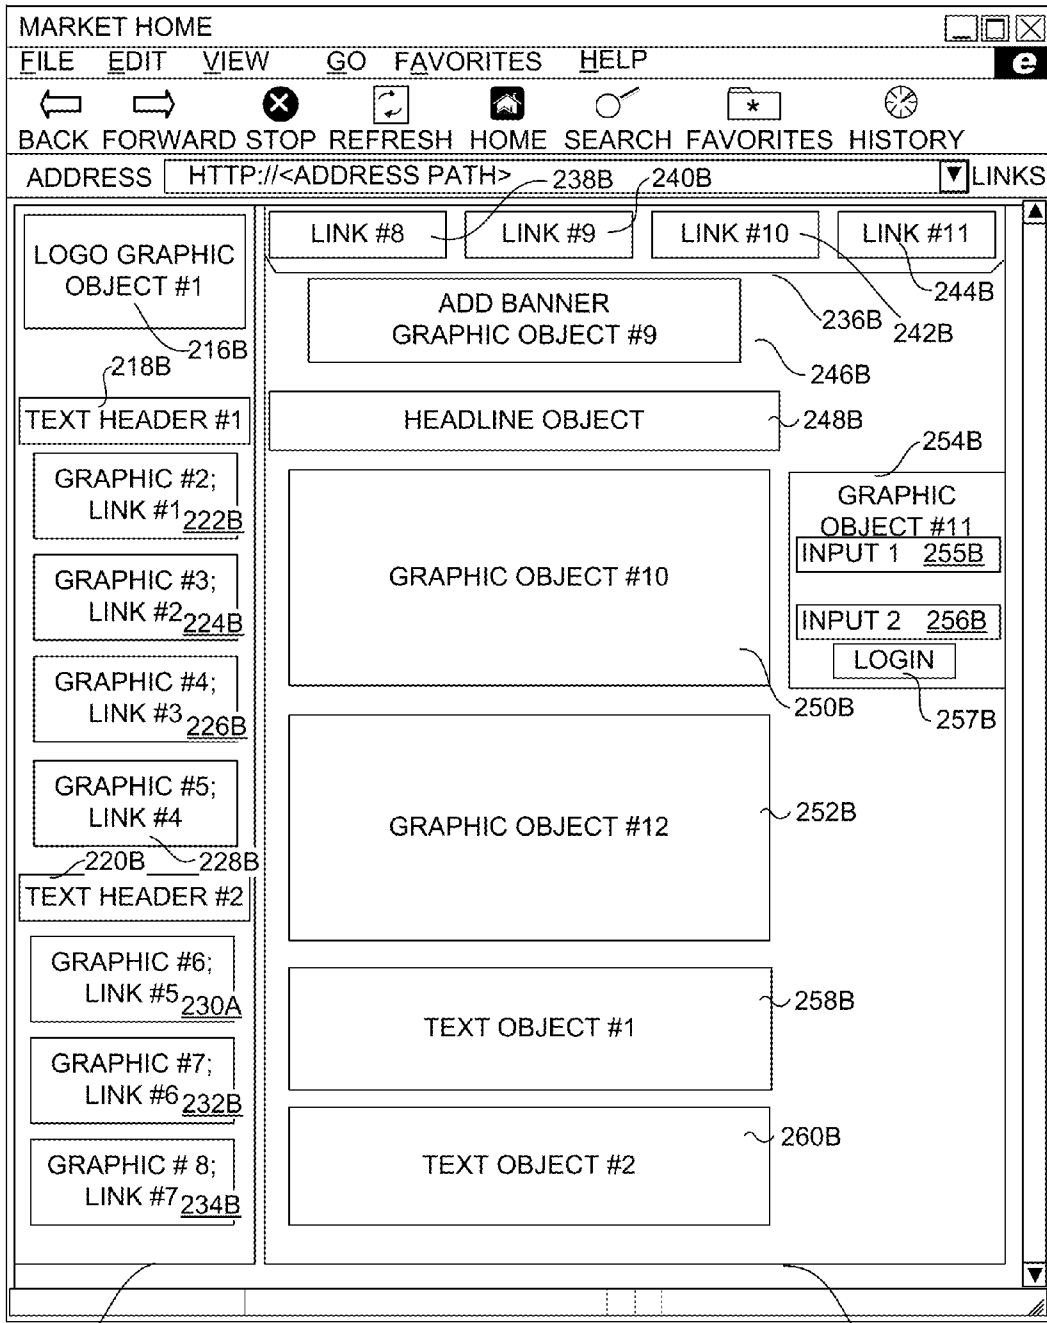 MARKET HOME
FILE EDIT VIEW GO FAVORITES HELP
e
BACK FORWARD STOP REFRESH HOME SEARCH FAVORITES HISTORY
ADDRESS HTTP://<ADDRESS PATH> LINKS
238B 240B
LOGO GRAPHIC
OBJECT #1
216B
218B
TEXT HEADER #1
GRAPHIC #2;
LINK #1 222B
GRAPHIC #3;
LINK #2 224B
GRAPHIC #4;
LINK #3 226B
GRAPHIC #5;
LINK #4
220B 228B
TEXT HEADER #2
GRAPHIC #6;
LINK #5 230A
GRAPHIC #7;
LINK #6 232B
GRAPHIC # 8;
LINK #7 234B
LINK #8 LINK #9 LINK #10 LINK #11
244B
236B
242B
ADD BANNER
GRAPHIC OBJECT #9
246B
HEADLINE OBJECT
248B
254B
GRAPHIC OBJECT #10
250B
GRAPHIC
OBJECT #11
INPUT 1 255B
INPUT 2 256B
LOGIN
257B
GRAPHIC OBJECT #12
252B
TEXT OBJECT #1
258B
TEXT OBJECT #2
260B